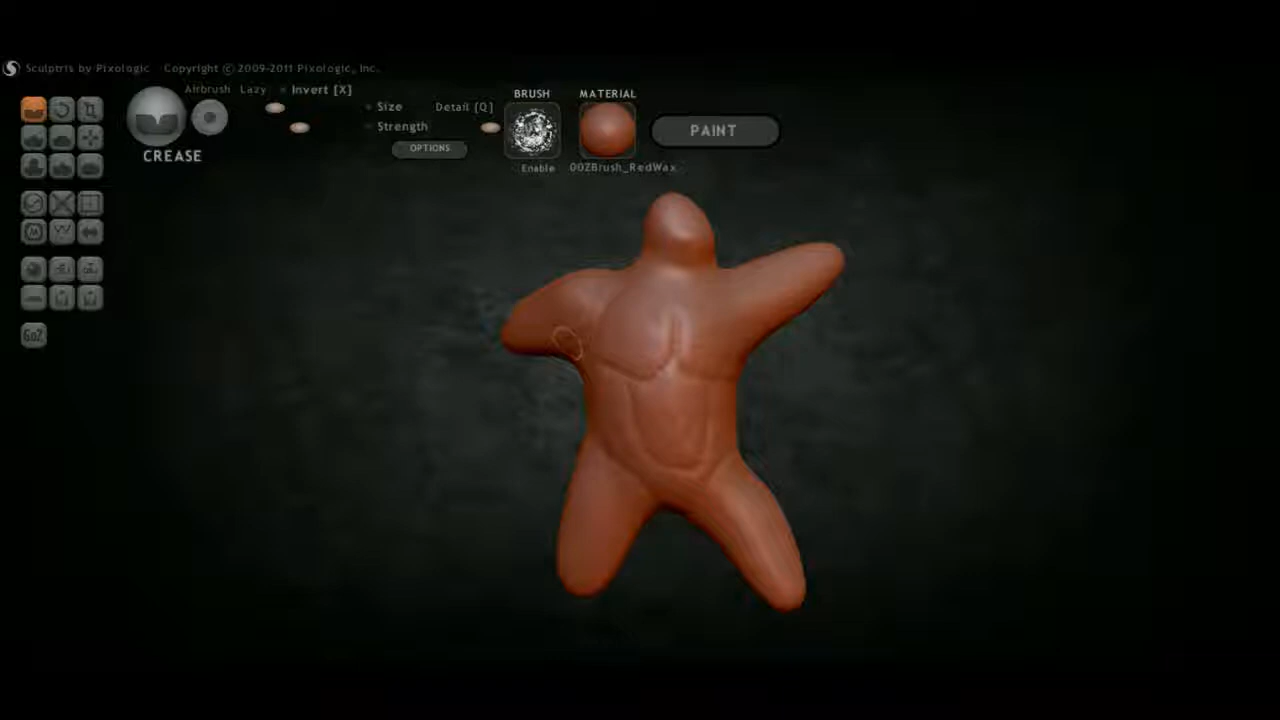 Sculptris by Pixologic Copyright © 2009-2011 Pixologic, Inc.
Airbrush Lazy Invert [X]
CREASE
Size Detail [Q]
Strength
OPTIONS
BRUSH
Enable
MATERIAL
00ZBrush_RedWax
PAINT
GoZ